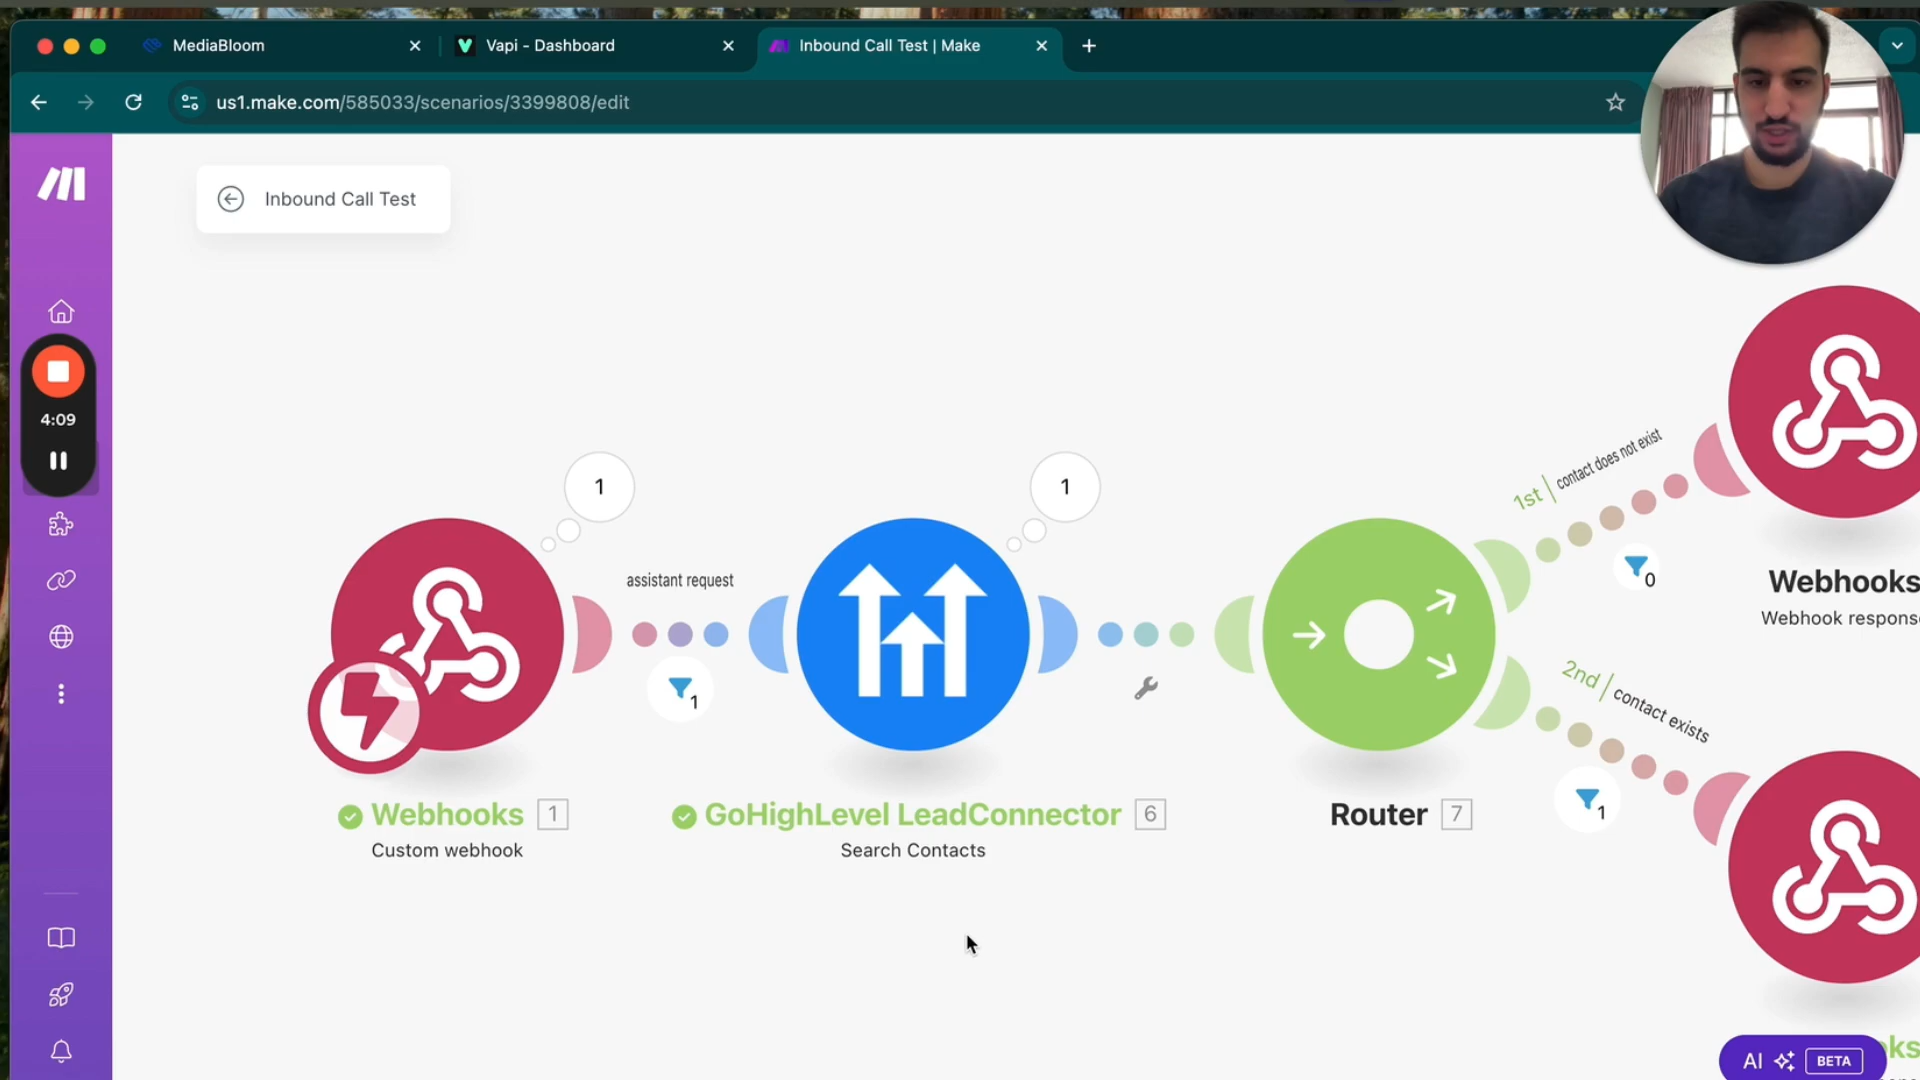 MediaBloom
Vapi - Dashboard
Inbound Call Test | Make
us1.make.com/585033/scenarios/3399808/edit
Inbound Call Test
4:09
1
1
assistant request
1
1st | contact does not exist
0
2nd | contact exists
1
Webhooks
Webhook response
Webhooks 1
Custom webhook
GoHighLevel LeadConnector 6
Search Contacts
Router 7
AI BETA